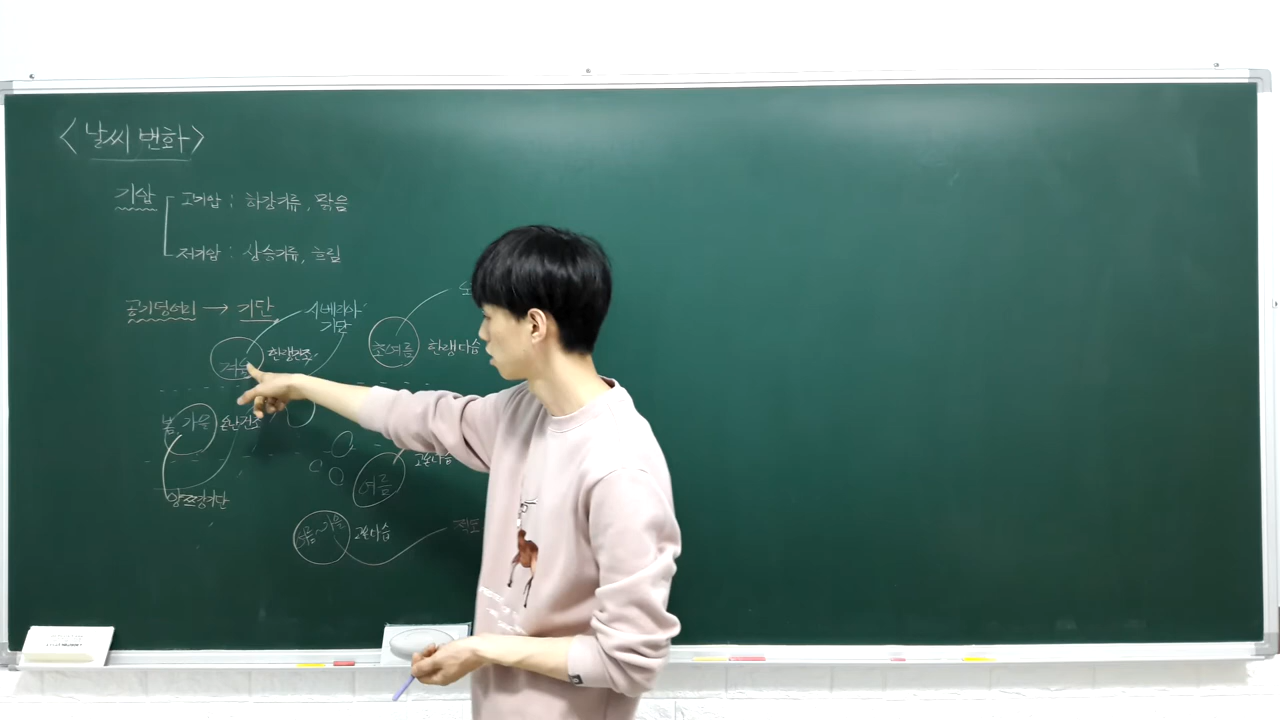 <날씨 변화>
기압
고기압 : 하강기류, 맑음
저기압 : 상승기류, 흐림
공기덩어리 → 기단
시베리아
기단
겨울 한랭건조
초여름 한랭다습
봄, 가을 온난건조
고온다습
여름
양쯔강기단
여름~가을 고온다습
적도